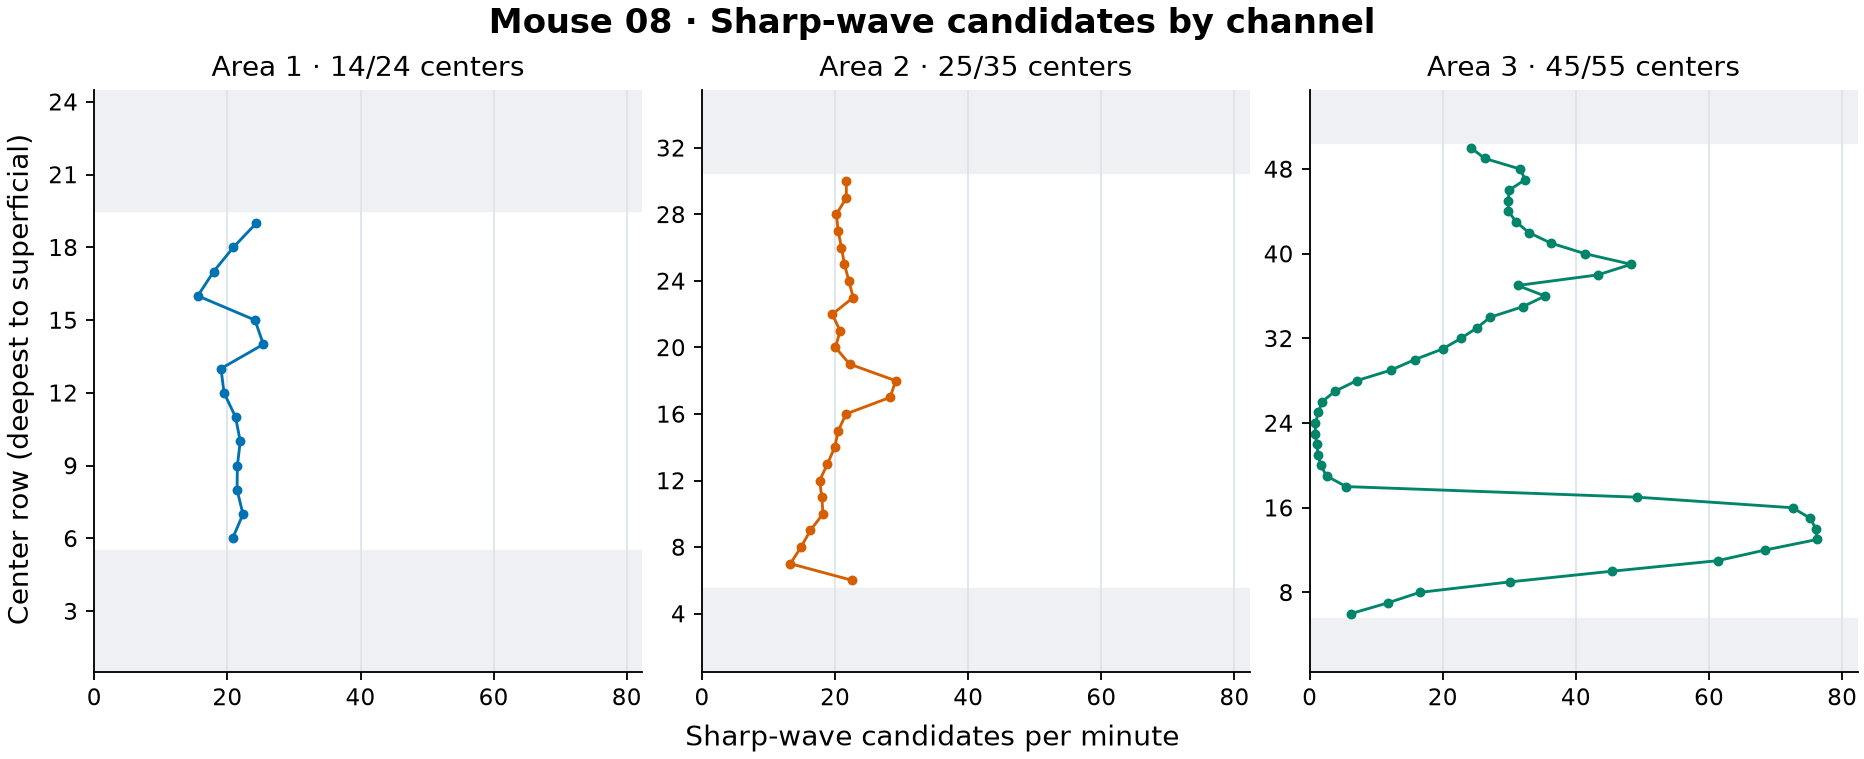 Mouse 08 · Sharp-wave candidates by channel
Area 1 · 14/24 centers
Area 2 · 25/35 centers
Area 3 · 45/55 centers
Center row (deepest to superficial)
24
21
18
15
12
9
6
3
0 20 40 60 80
32
28
24
20
16
12
8
4
0 20 40 60 80
48
40
32
24
16
8
0 20 40 60 80
Sharp-wave candidates per minute